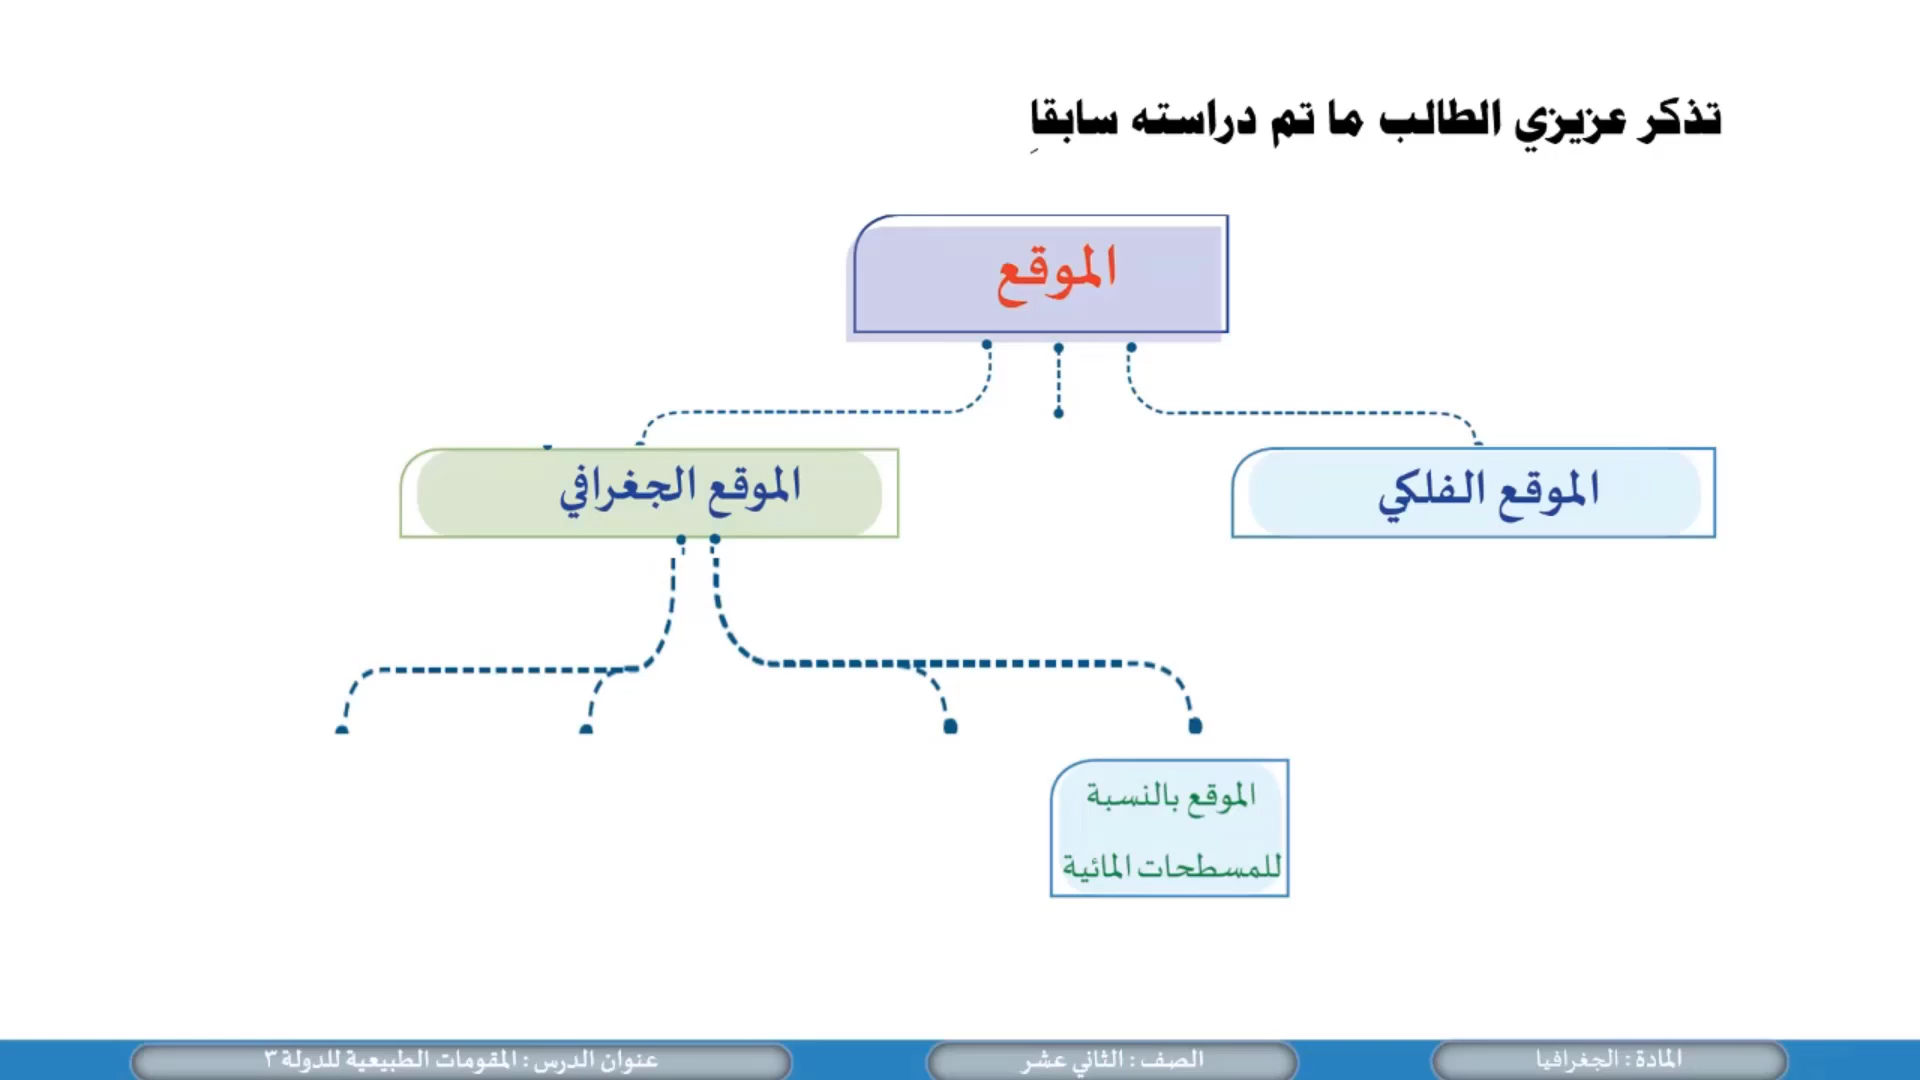 تذكر عزيزي الطالب ما تم دراسته سابقاِ
الموقع
الموقع الفلكي
الموقع الجغرافي
الموقع بالنسبة
للمسطحات المائية
المادة : الجغرافيا
الصف : الثاني عشر
عنوان الدرس : المقومات الطبيعية للدولة ٣